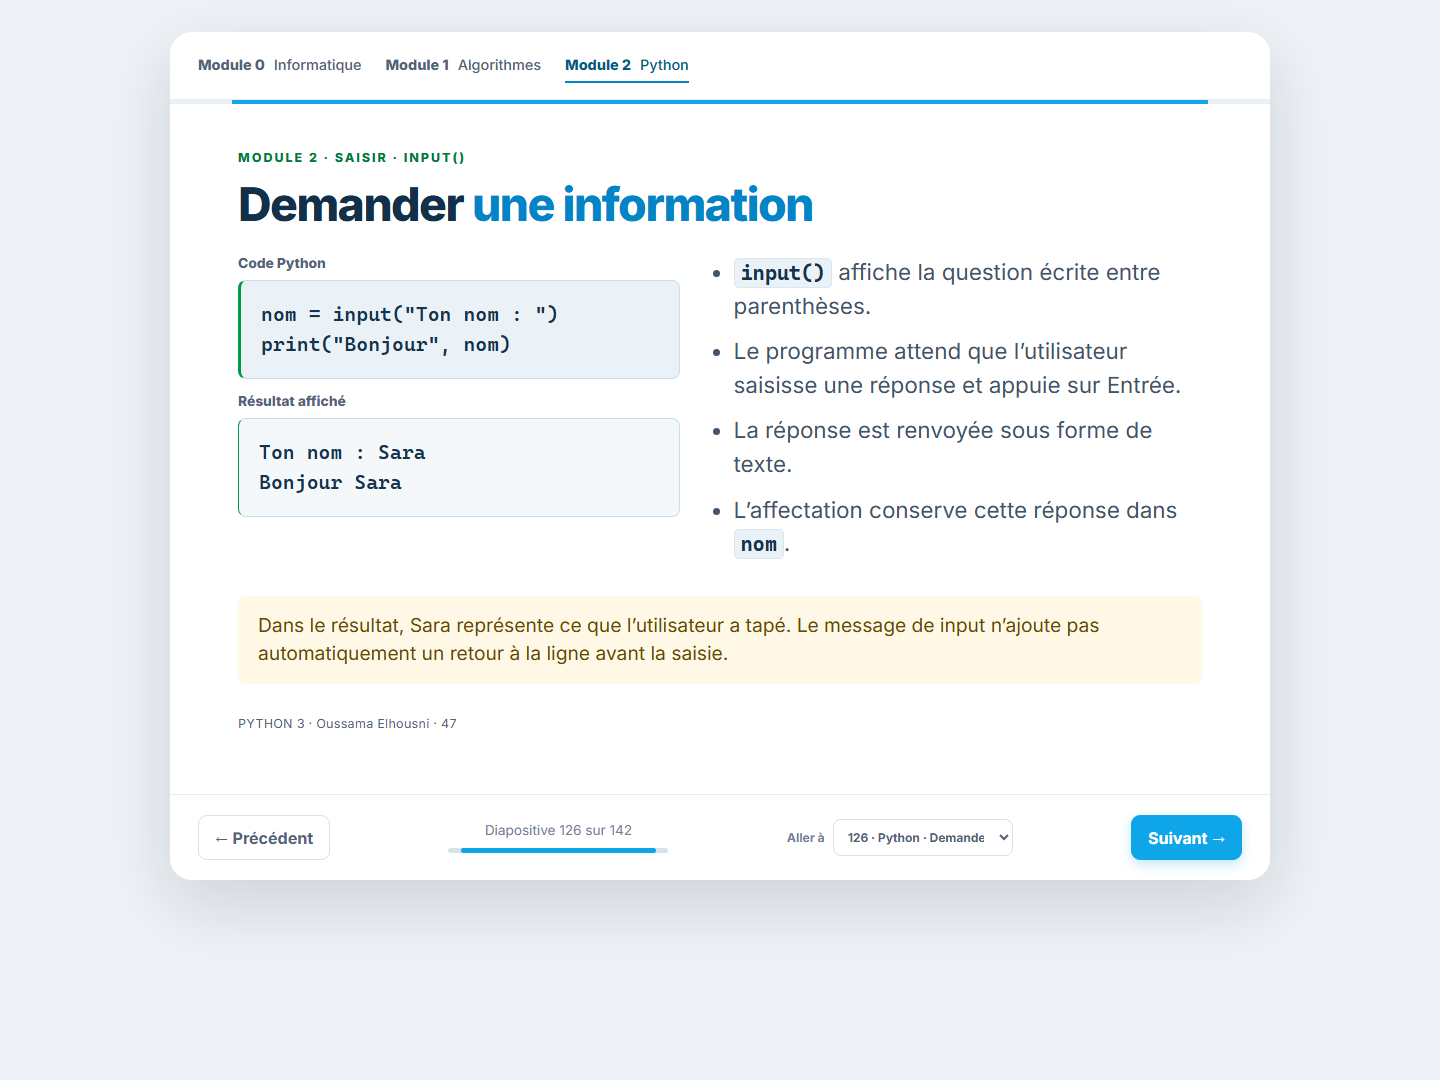 Module 0 Informatique Module 1 Algorithmes Module 2 Python
MODULE 2 · SAISIR · INPUT()
Demander une information
Code Python
nom = input("Ton nom : ")
print("Bonjour", nom)
Résultat affiché
Ton nom : Sara
Bonjour Sara
• input() affiche la question écrite entre
parenthèses.
• Le programme attend que l’utilisateur
saisisse une réponse et appuie sur Entrée.
• La réponse est renvoyée sous forme de
texte.
• L’affectation conserve cette réponse dans
nom.
Dans le résultat, Sara représente ce que l’utilisateur a tapé. Le message de input n’ajoute pas
automatiquement un retour à la ligne avant la saisie.
PYTHON 3 · Oussama Elhousni · 47
← Précédent
Diapositive 126 sur 142
Aller à 126 · Python · Demande
Suivant →